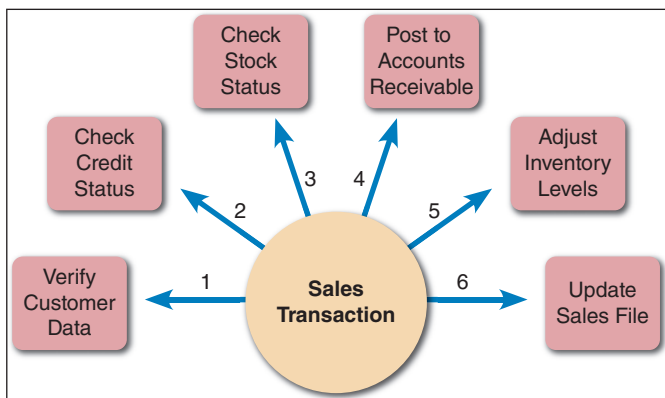 Check
Stock
Status
Post to
Accounts
Receivable
Check
Credit
Status
Adjust
Inventory
Levels
3
4
2
5
Verify
Customer
Data
1
Sales
Transaction
6
Update
Sales File